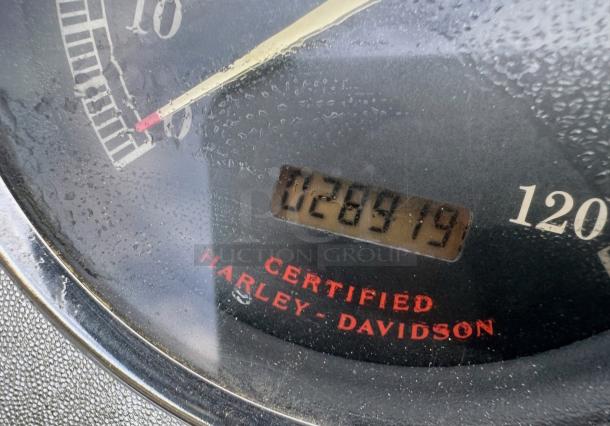 10
0
028919
120
CERTIFIED
HARLEY-DAVIDSON
AUCTION GROUP